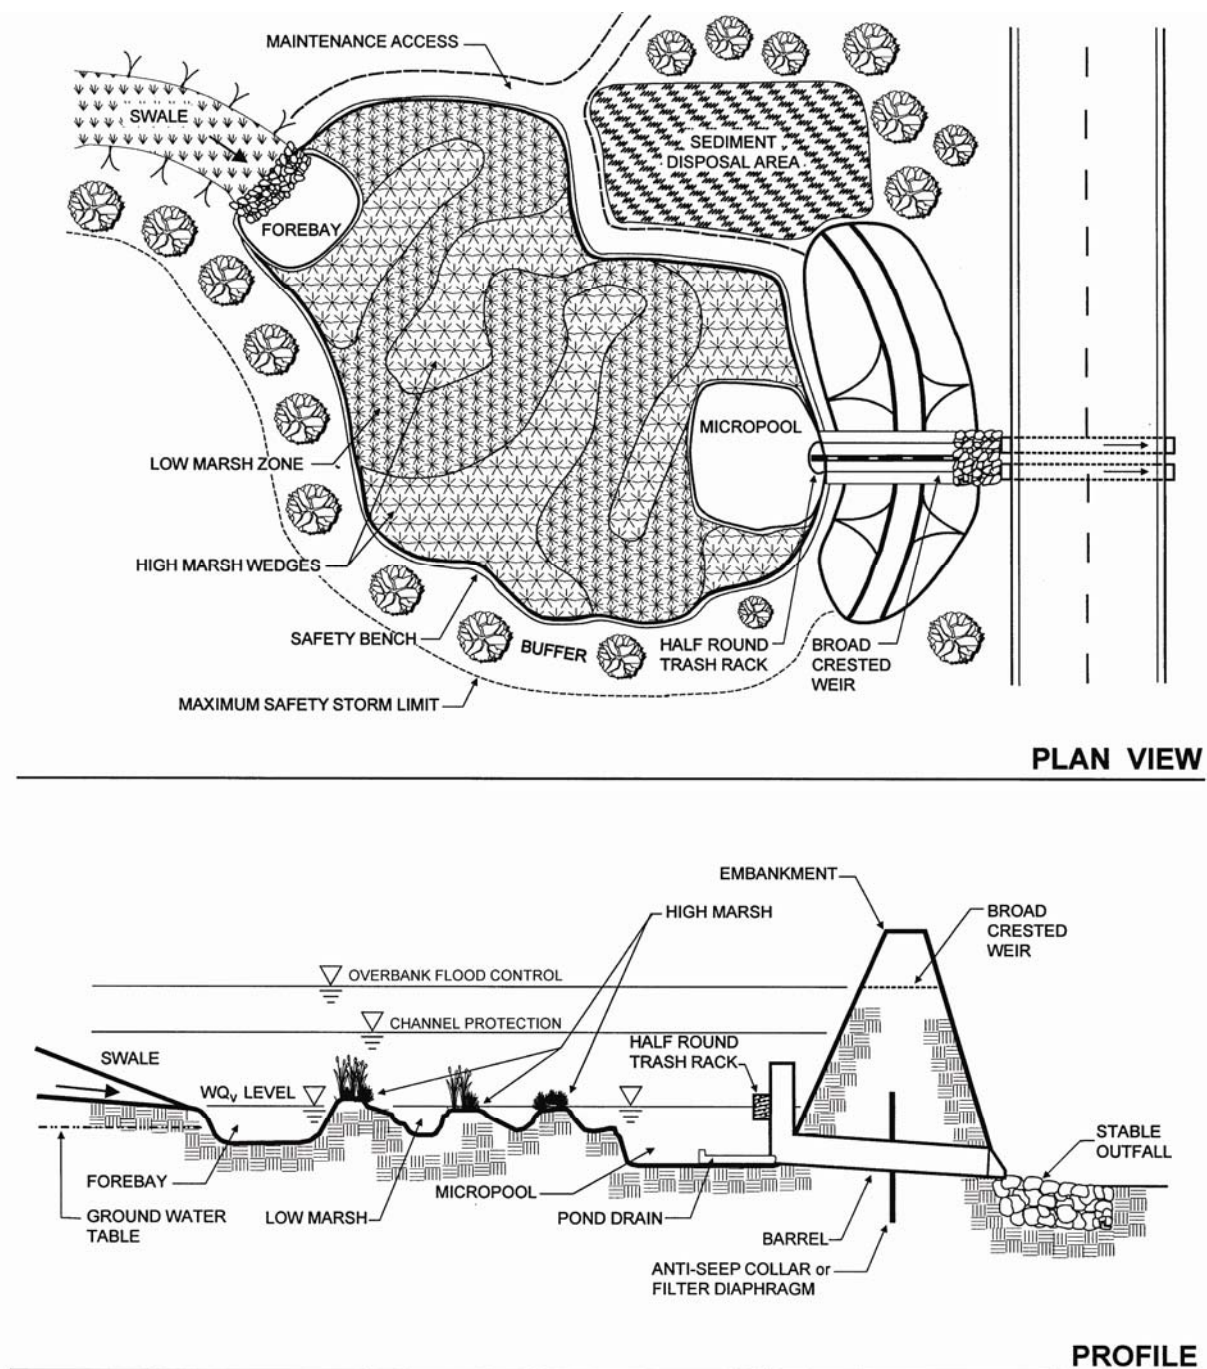 MAINTENANCE ACCESS
SWALE
SEDIMENT
DISPOSAL AREA
FOREBAY
MICROPOOL
LOW MARSH ZONE
HIGH MARSH WEDGES
SAFETY BENCH
BUFFER
HALF ROUND
TRASH RACK
BROAD
CRESTED
WEIR
MAXIMUM SAFETY STORM LIMIT
PLAN VIEW
EMBANKMENT
HIGH MARSH
BROAD
CRESTED
WEIR
OVERBANK FLOOD CONTROL
CHANNEL PROTECTION
SWALE
HALF ROUND
TRASH RACK
WQv LEVEL
STABLE
OUTFALL
FOREBAY
MICROPOOL
GROUND WATER
TABLE
LOW MARSH
POND DRAIN
BARREL
ANTI-SEEP COLLAR or
FILTER DIAPHRAGM
PROFILE